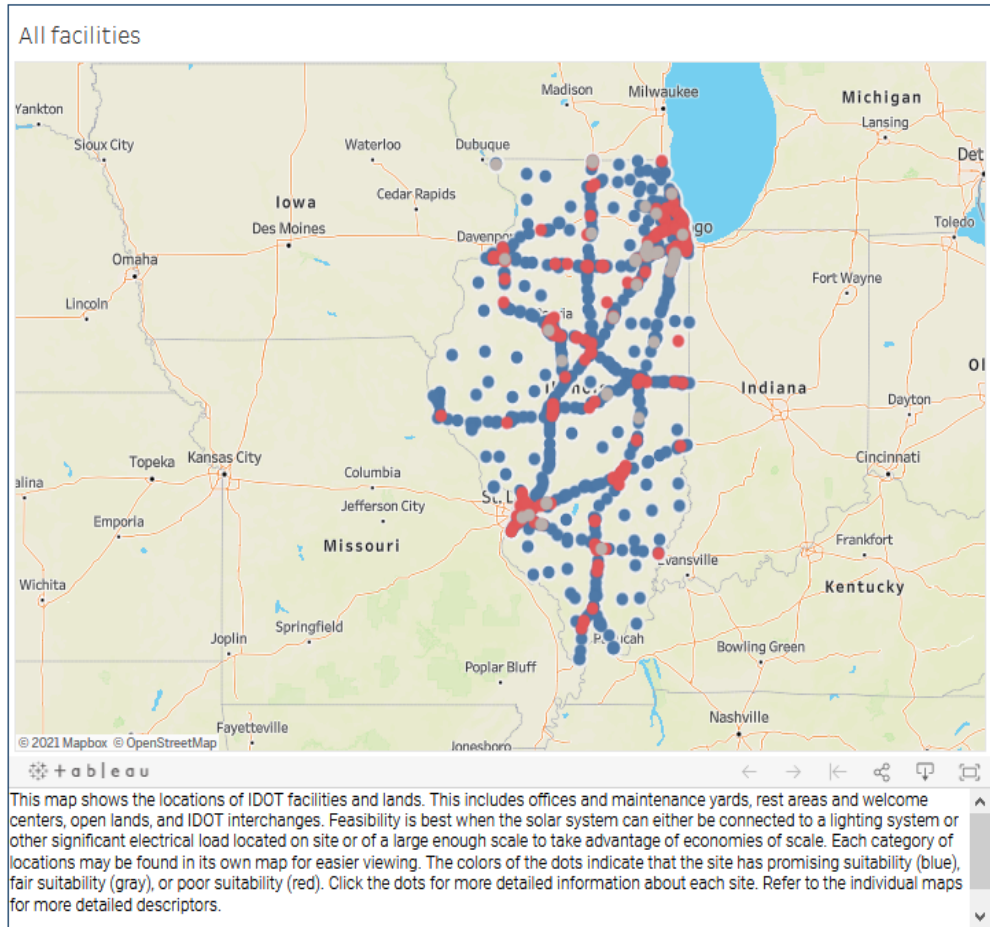 All facilities
Madison
Milwaukee
Michigan
Lansing
Yankton
Sioux City
Waterloo
Dubuque
Det
Iowa
Cedar Rapids
Des Moines
Davenpor
go
Toledo
Omaha
Fort Wayne
Lincoln
ria
Ol
Indiana
Dayton
Topeka
Kansas City
Columbia
Cincinnati
alina
St. L
Jefferson City
Emporia
Missouri
Evansville
Frankfort
Wichita
Kentucky
Springfield
Joplin
ucah
Bowling Green
Poplar Bluff
Nashville
Fayetteville
Jonesboro
© 2021 Mapbox © OpenStreetMap
+ableau
This map shows the locations of IDOT facilities and lands. This includes offices and maintenance yards, rest areas and welcome
centers, open lands, and IDOT interchanges. Feasibility is best when the solar system can either be connected to a lighting system or
other significant electrical load located on site or of a large enough scale to take advantage of economies of scale. Each category of
locations may be found in its own map for easier viewing. The colors of the dots indicate that the site has promising suitability (blue),
fair suitability (gray), or poor suitability (red). Click the dots for more detailed information about each site. Refer to the individual maps
for more detailed descriptors.